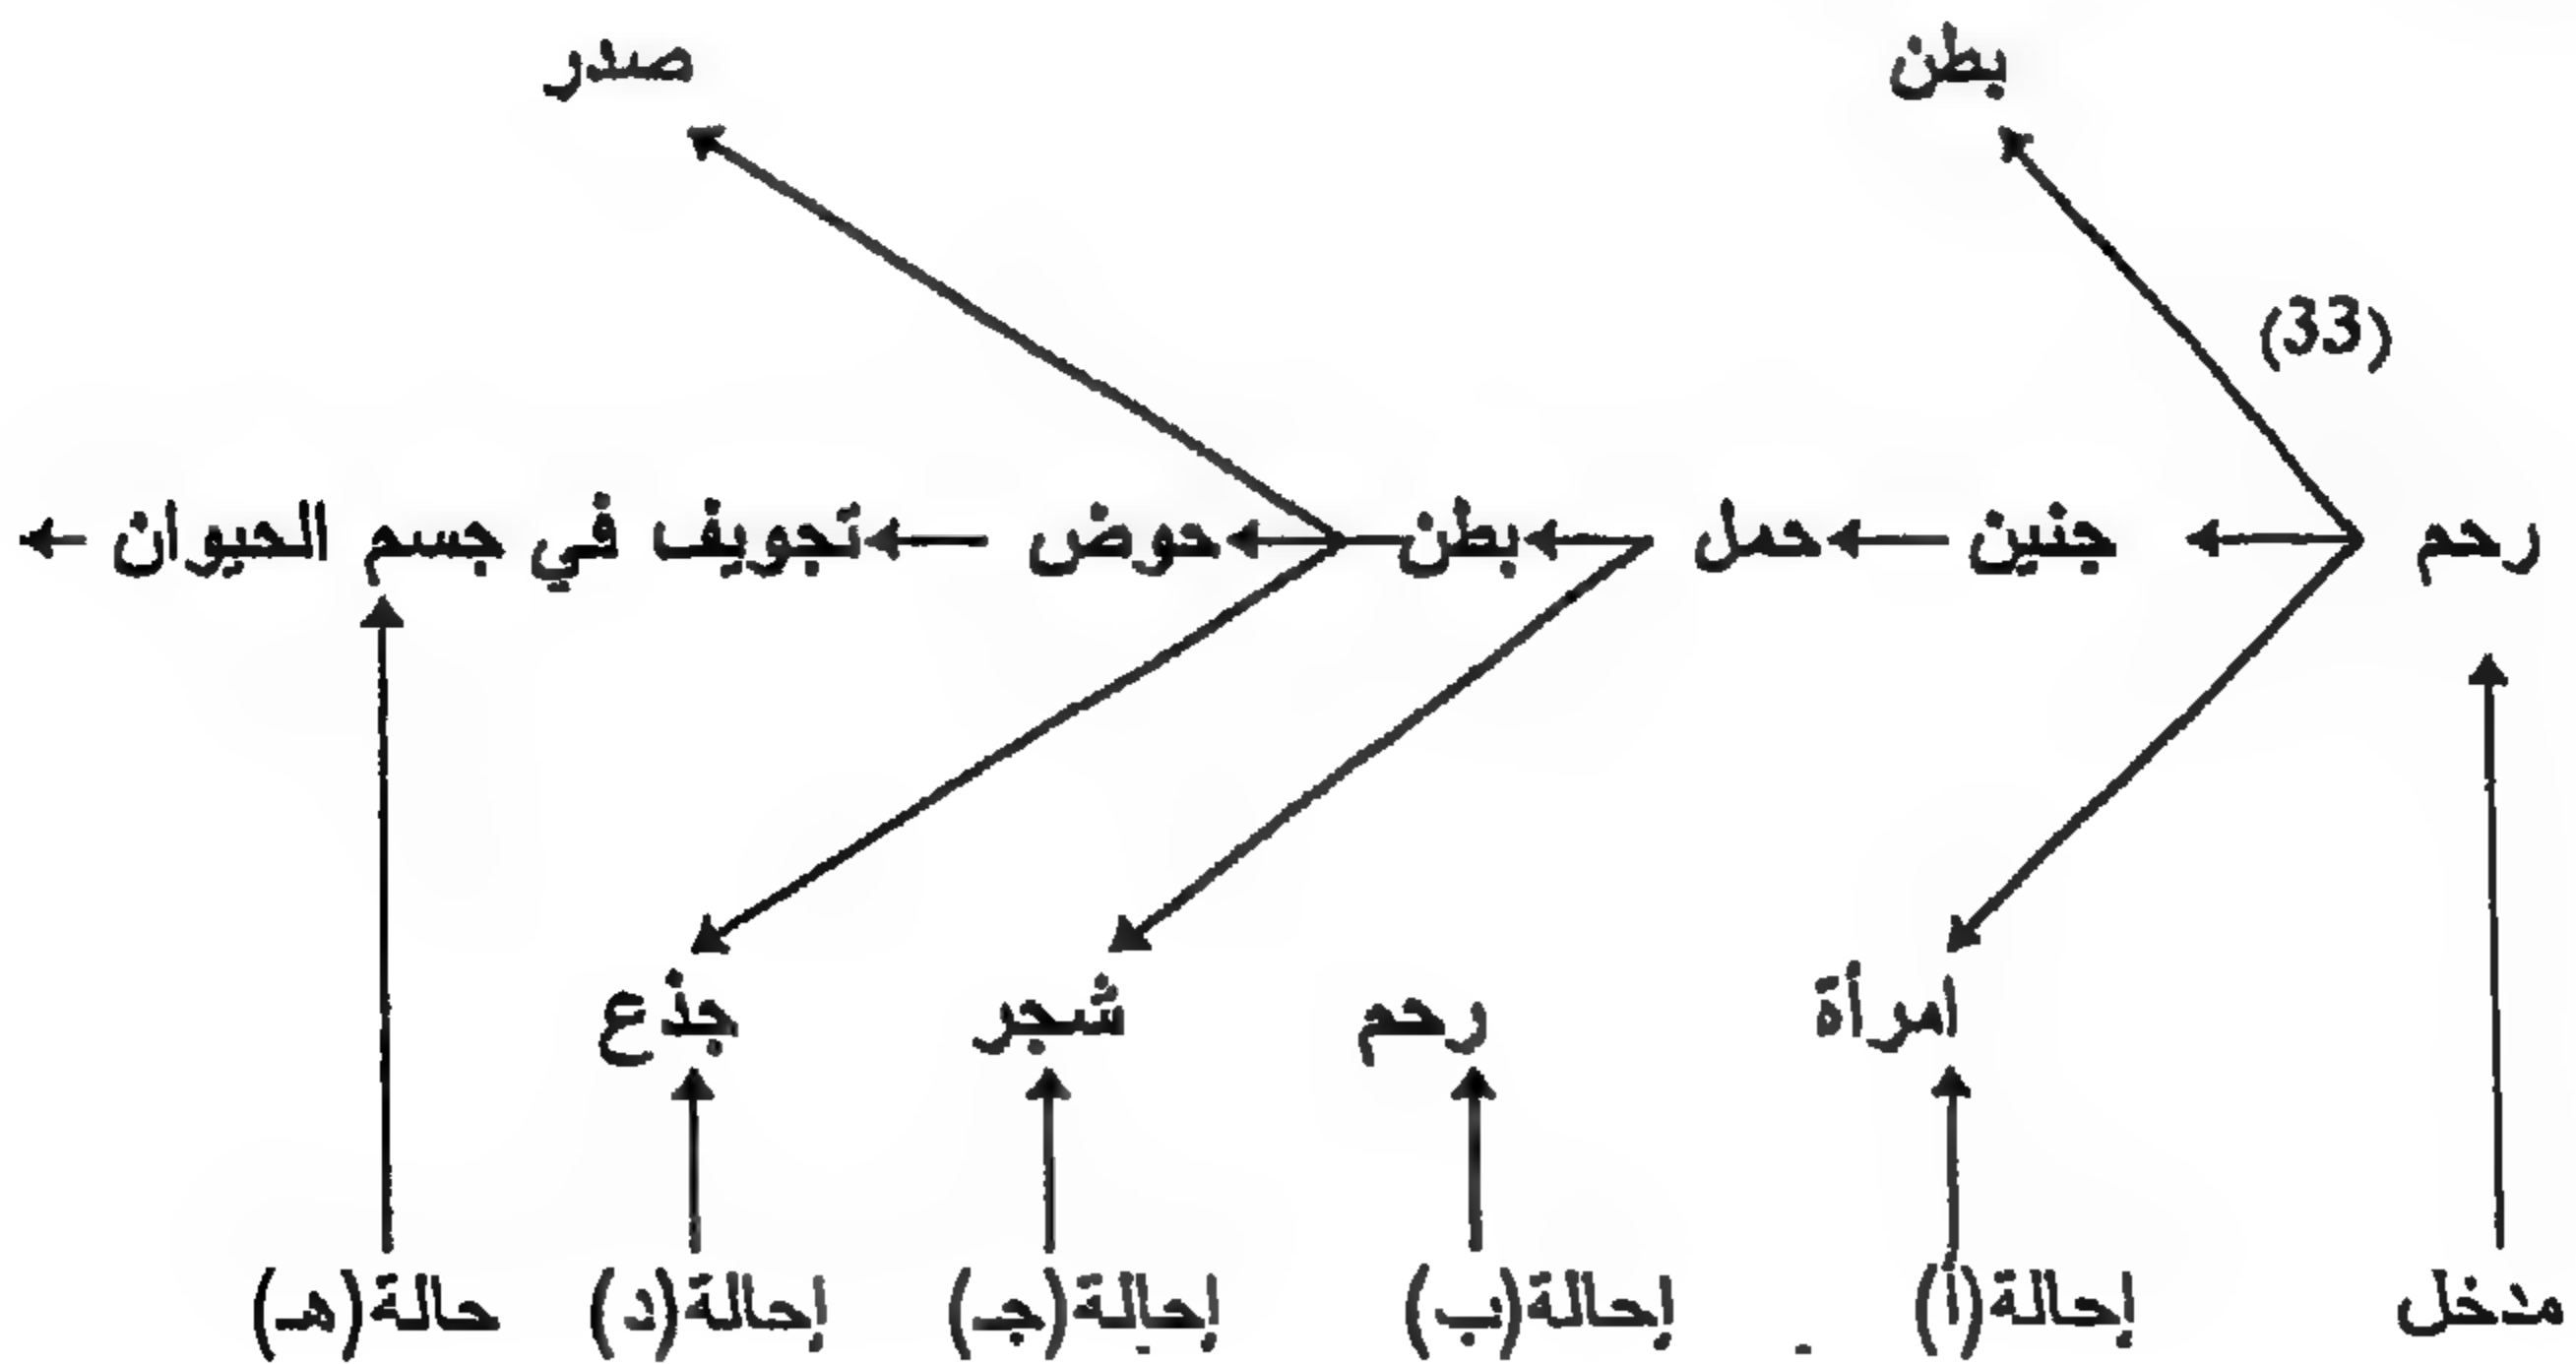 بطن صدر
(33)
رحم جنين حمل بطن حوض تجويف في جسم الحيوان
امرأة رحم شجر جذع
مدخل إحالة(أ) إحالة(ب) إحالة(جـ) إحالة(د) حالة(هـ)